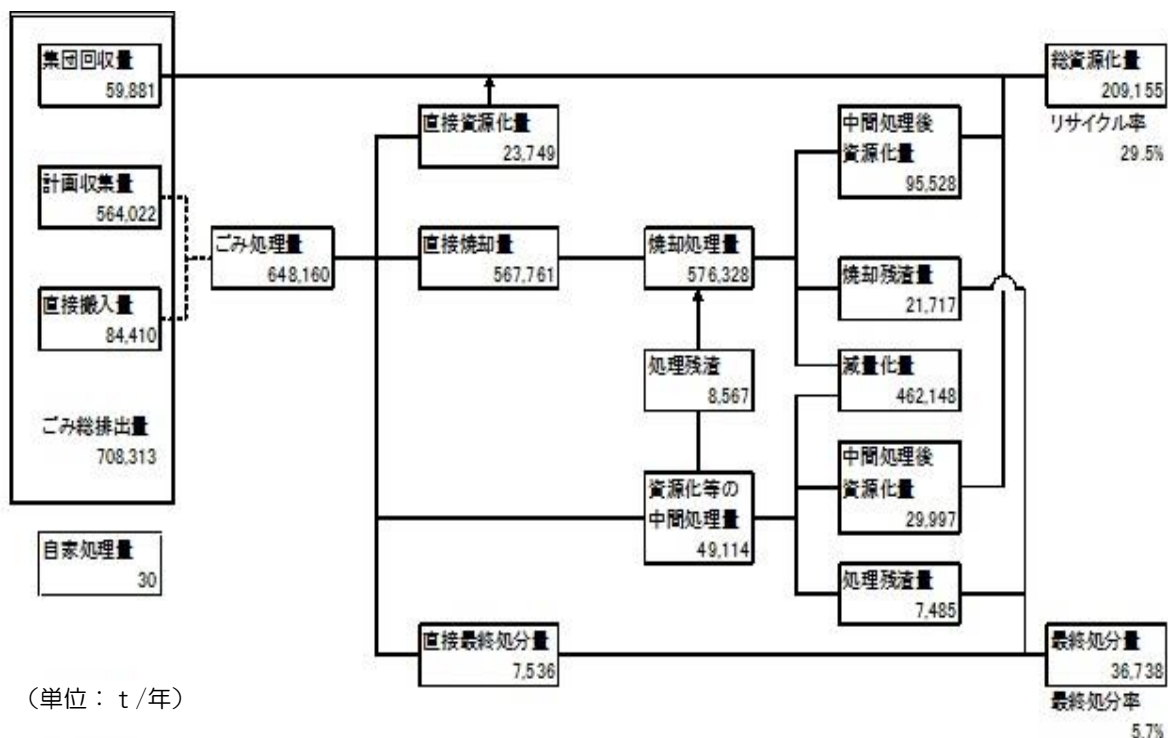 集団回収量
59,881
計画収集量
564,022
直接搬入量
84,410
ごみ総排出量
708,313
自家処理量
30
(単位:t/年)
ごみ処理量
648,160
直接資源化量
23,749
直接焼却量
567,761
直接最終処分量
7,536
焼却処理量
576,328
処理残渣
8,567
資源化等の
中間処理量
49,114
中間処理後
資源化量
95,528
焼却残渣量
21,717
減量化量
462,148
中間処理後
資源化量
29,997
処理残渣量
7,485
総資源化量
209,155
リサイクル率
29.5%
最終処分量
36,738
最終処分率
5.7%